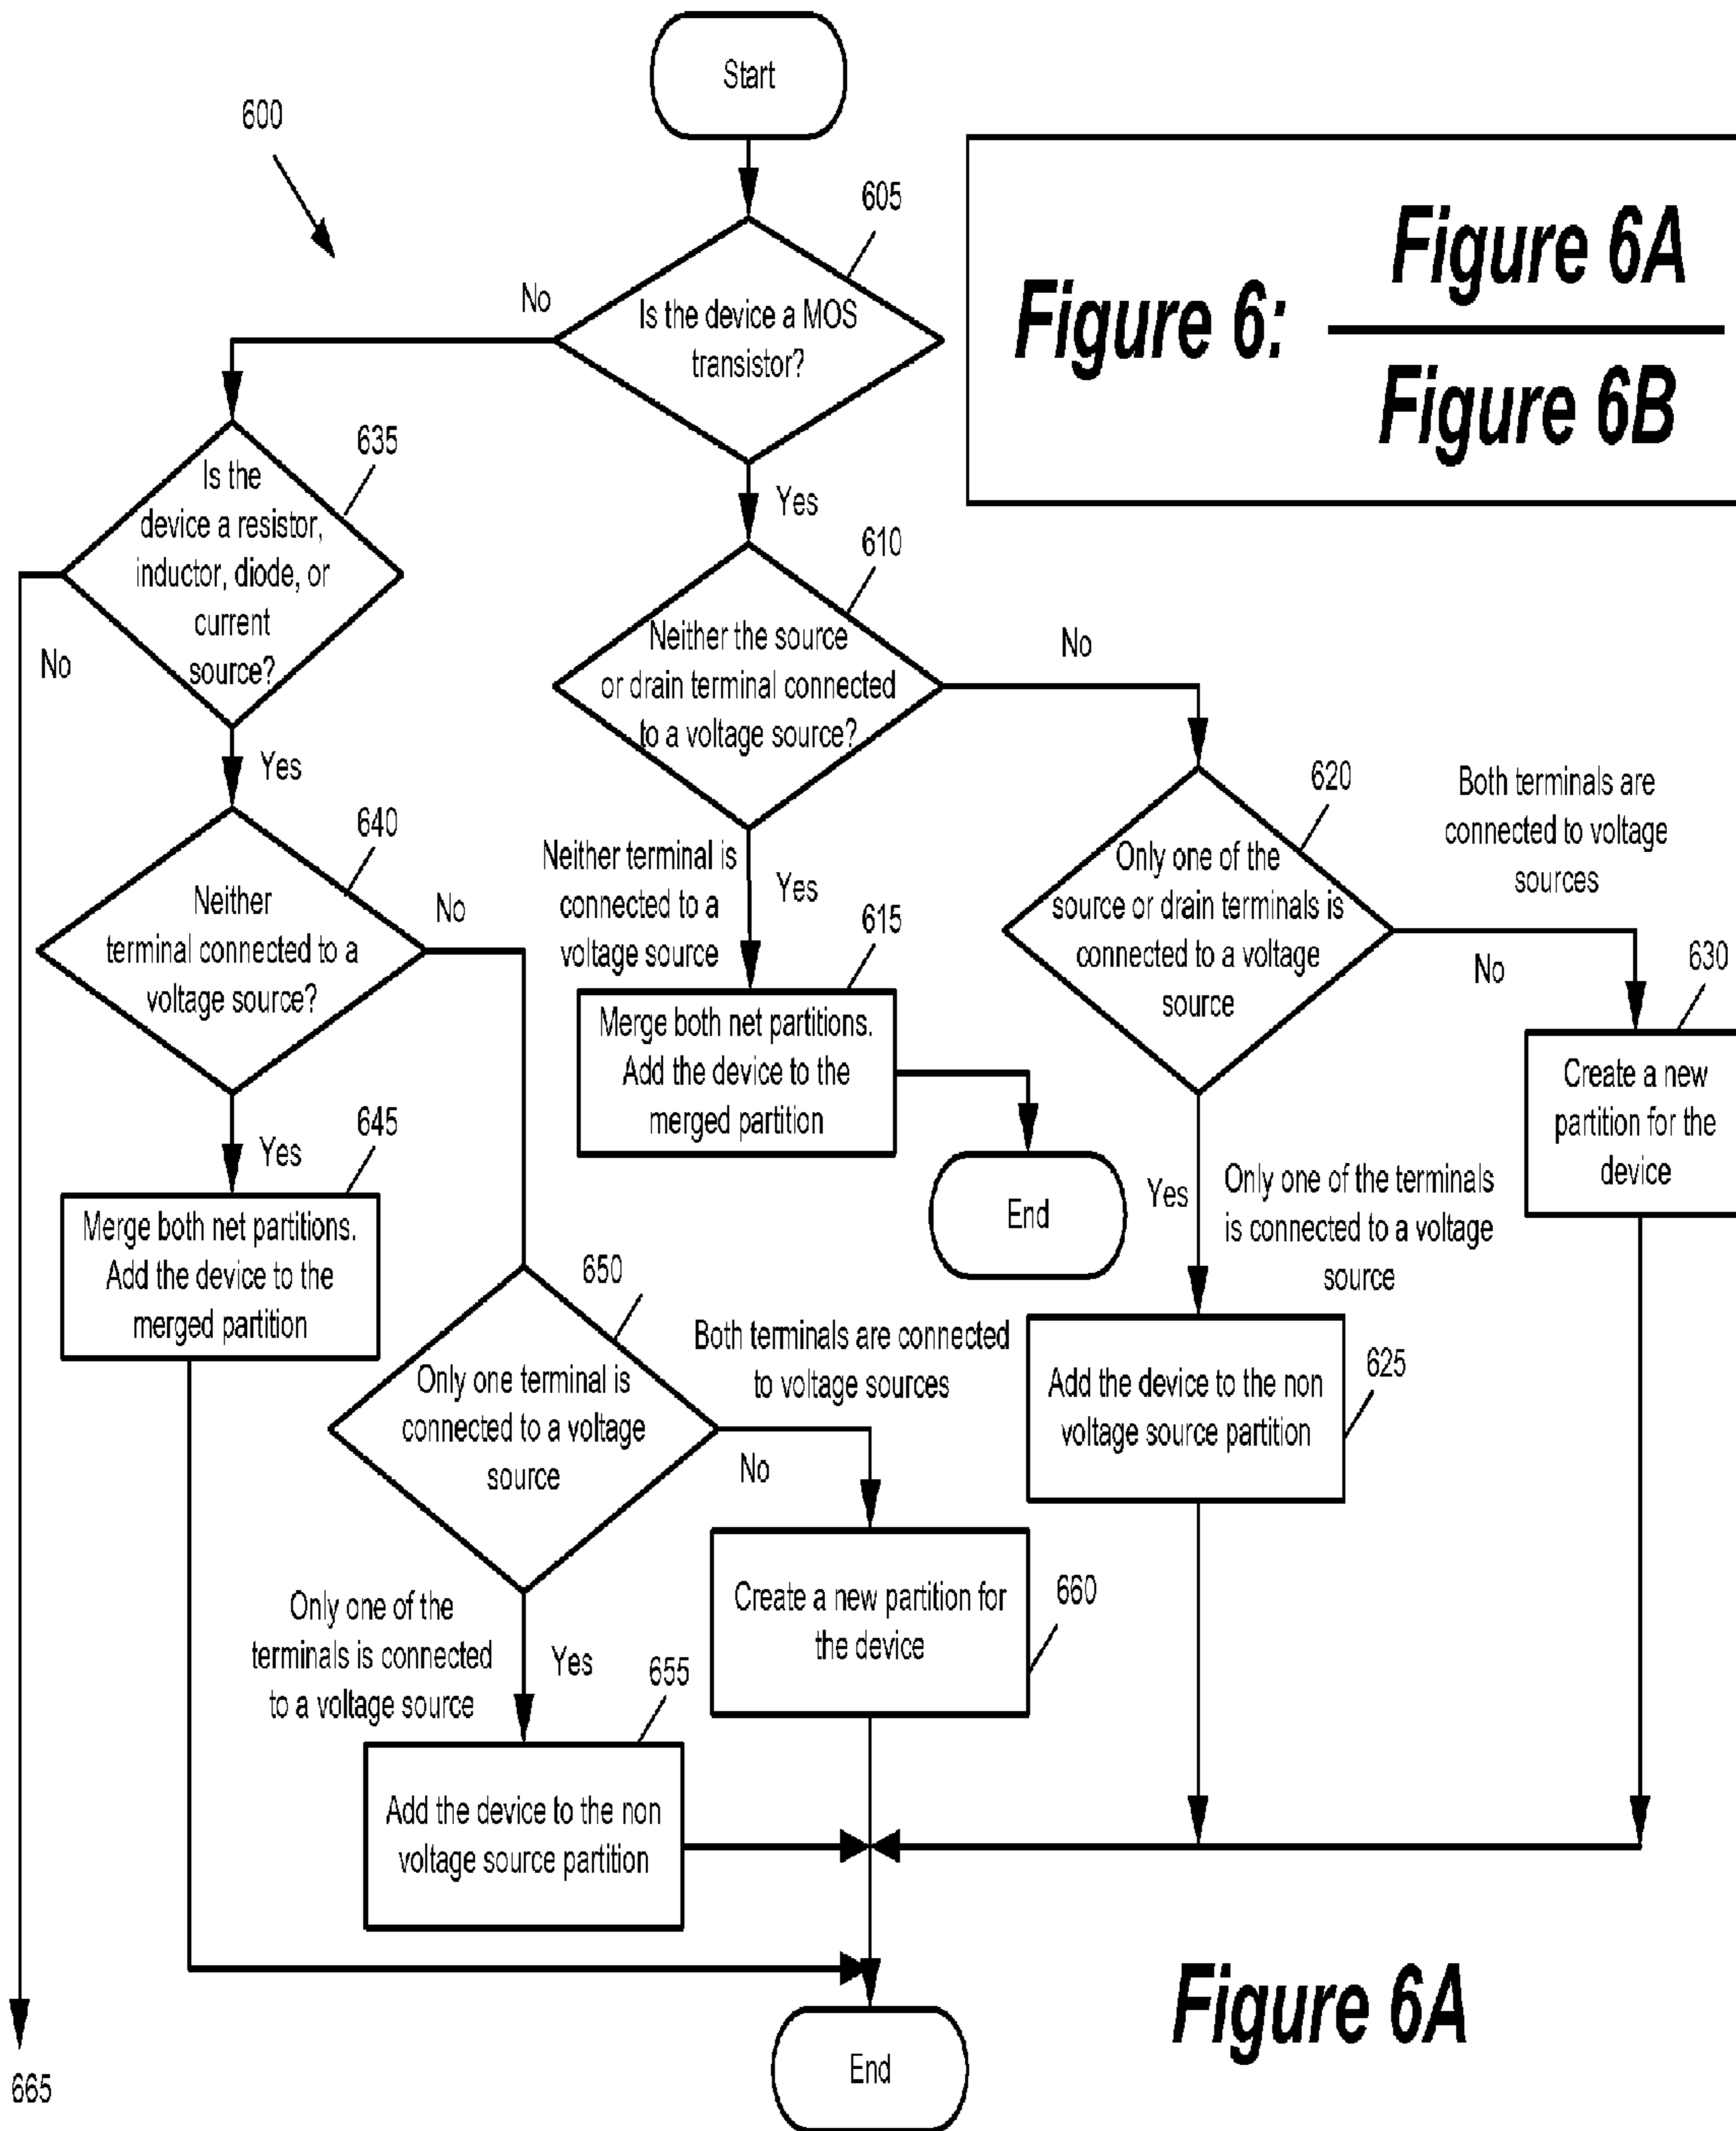 Start
600
605
Is the device a MOS
transistor?
No
Yes
Figure 6:
Figure 6A
Figure 6B
635
Is the
device a resistor,
inductor, diode, or
current
source?
No
Yes
610
Neither the source
or drain terminal connected
to a voltage source?
No
Neither terminal is
connected to a
voltage source
Yes
615
Merge both net partitions.
Add the device to the
merged partition
End
620
Only one of the
source or drain terminals is
connected to a voltage
source
Both terminals are
connected to voltage
sources
No
630
Create a new
partition for the
device
Yes
Only one of the terminals
is connected to a voltage
source
625
Add the device to the non
voltage source partition
640
Neither
terminal connected to a
voltage source?
No
Yes
645
Merge both net partitions.
Add the device to the
merged partition
650
Only one terminal is
connected to a voltage
source
Both terminals are connected
to voltage sources
No
660
Create a new partition for
the device
Only one of the
terminals is connected
to a voltage source
Yes
655
Add the device to the non
voltage source partition
End
665
Figure 6A